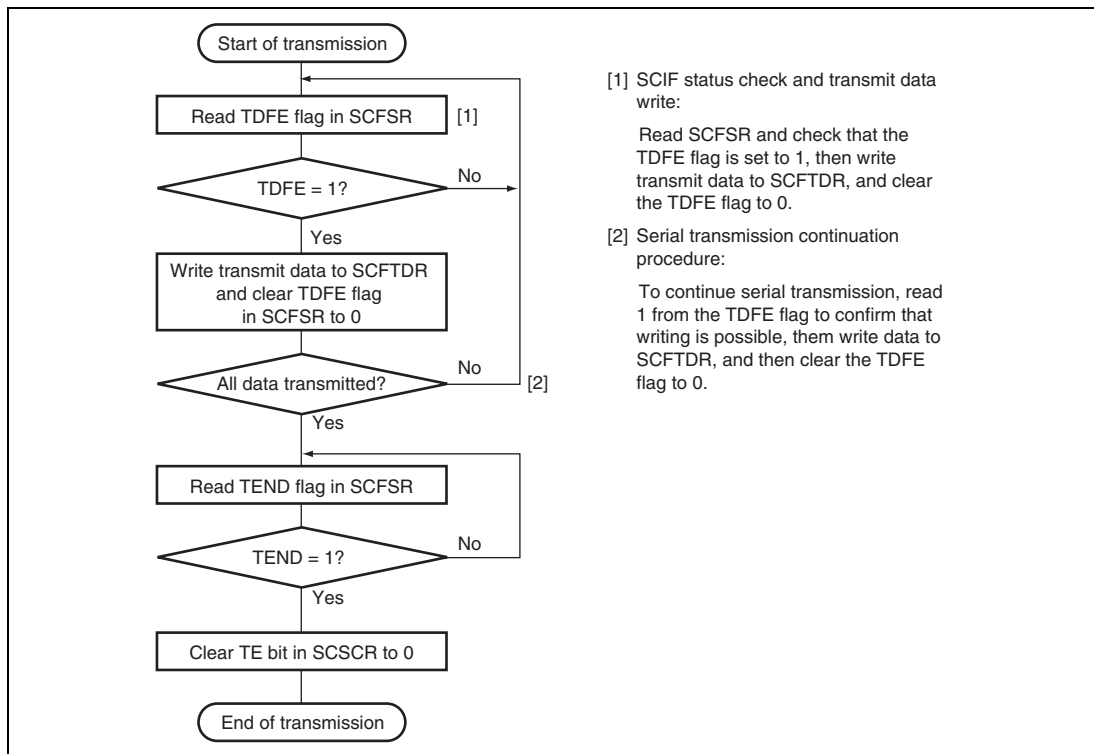 Start of transmission
Read TDFE flag in SCFSR
[1]
TDFE = 1?
No
Yes
Write transmit data to SCFTDR
and clear TDFE flag
in SCFSR to 0
All data transmitted?
No
[2]
Yes
Read TEND flag in SCFSR
TEND = 1?
No
Yes
Clear TE bit in SCSCR to 0
End of transmission
[1] SCIF status check and transmit data
write:
Read SCFSR and check that the
TDFE flag is set to 1, then write
transmit data to SCFTDR, and clear
the TDFE flag to 0.
[2] Serial transmission continuation
procedure:
To continue serial transmission, read
1 from the TDFE flag to confirm that
writing is possible, them write data to
SCFTDR, and then clear the TDFE
flag to 0.